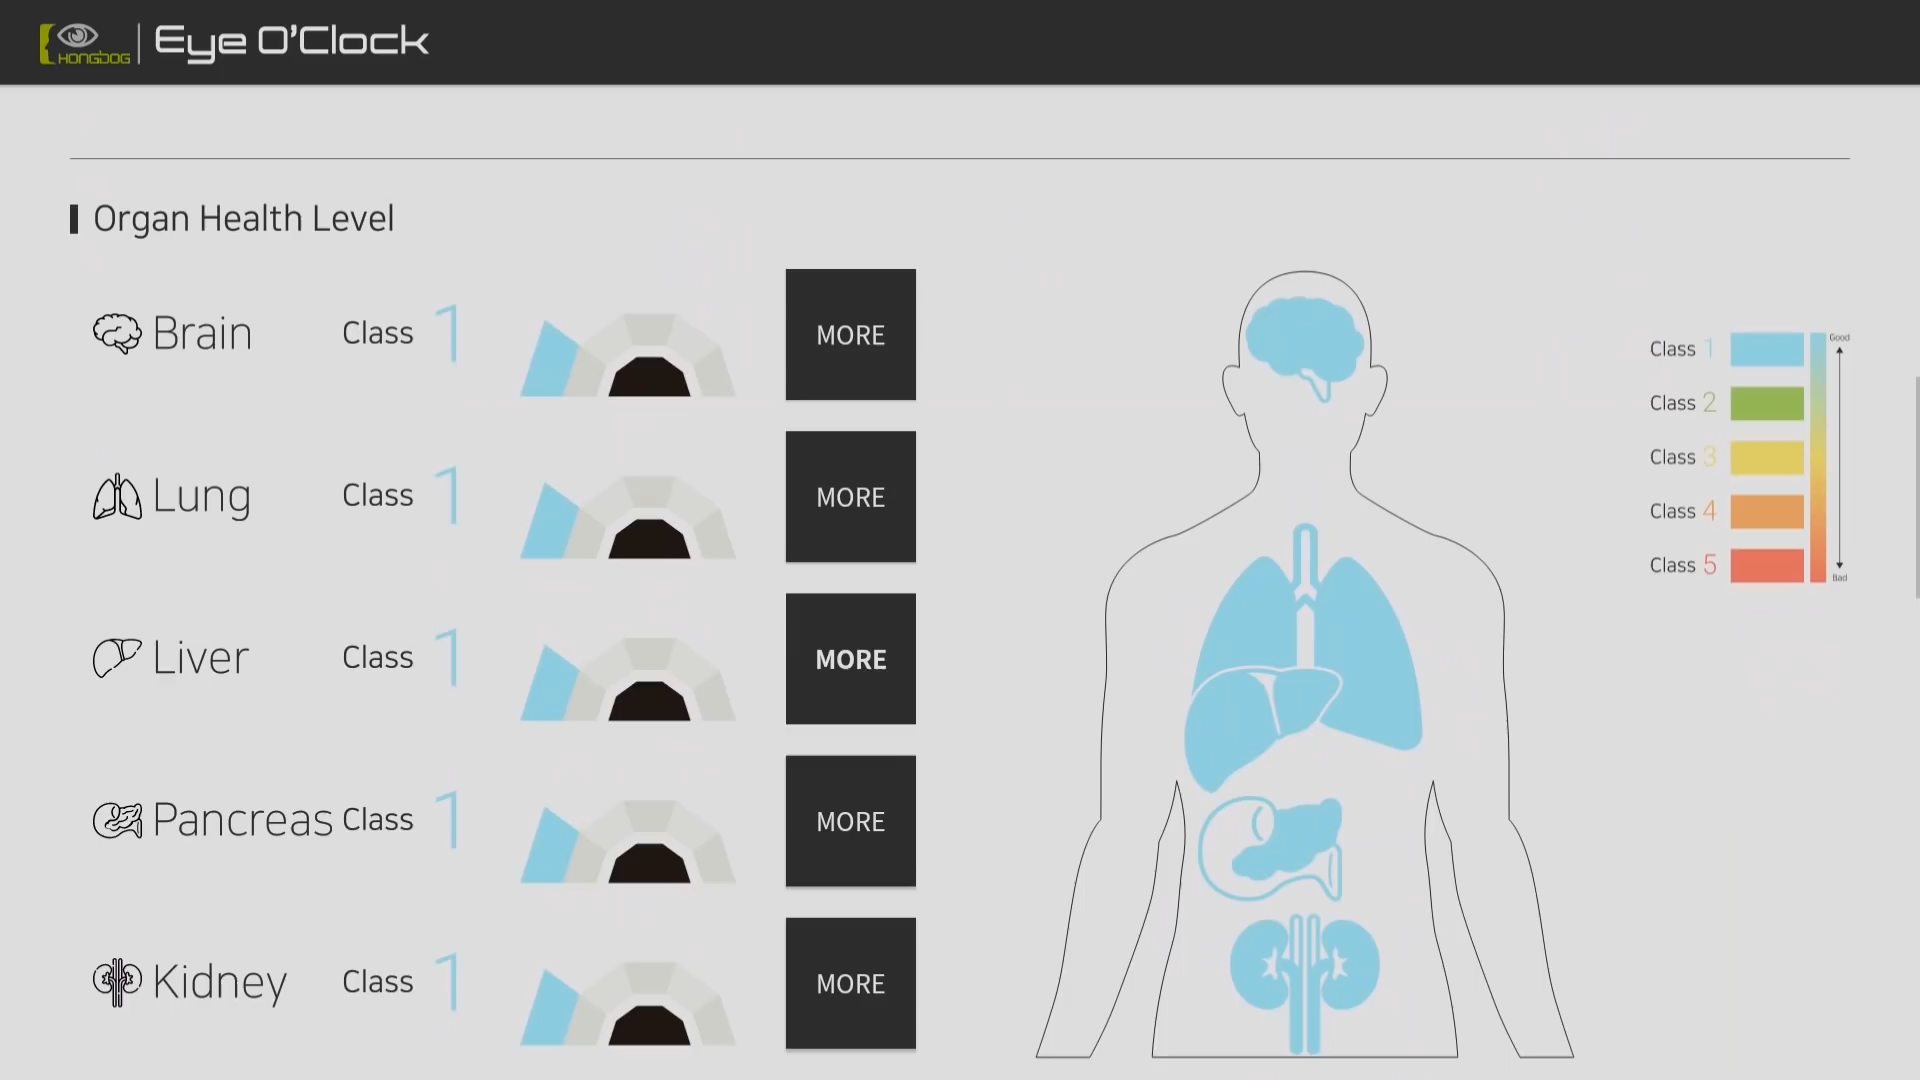 HONGDOG
Eye O'Clock
Organ Health Level
Brain Class 1 MORE
Lung Class 1 MORE
Liver Class 1 MORE
Pancreas Class 1 MORE
Kidney Class 1 MORE
Class 1 Good
Class 2
Class 3
Class 4
Class 5 Bad